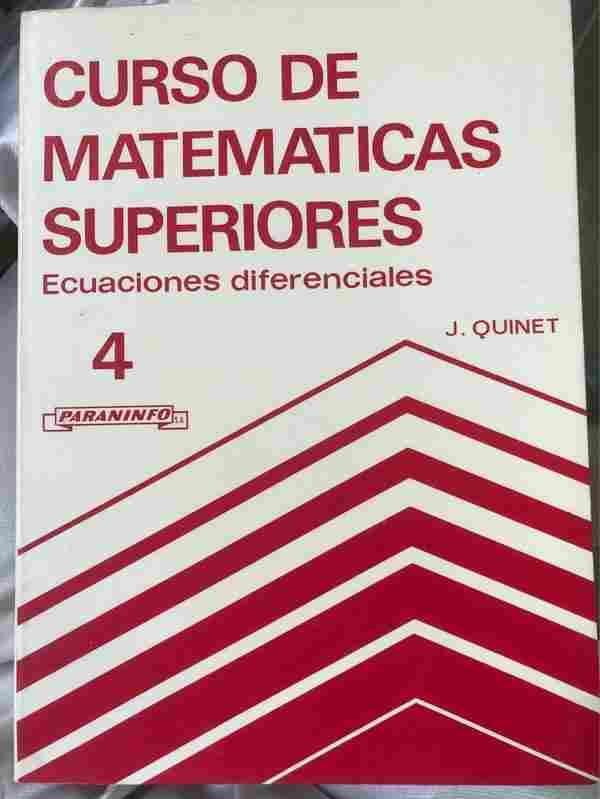 CURSO DE
MATEMATICAS
SUPERIORES
Ecuaciones diferenciales
J. QUINET
4
PARANINFO S.A.